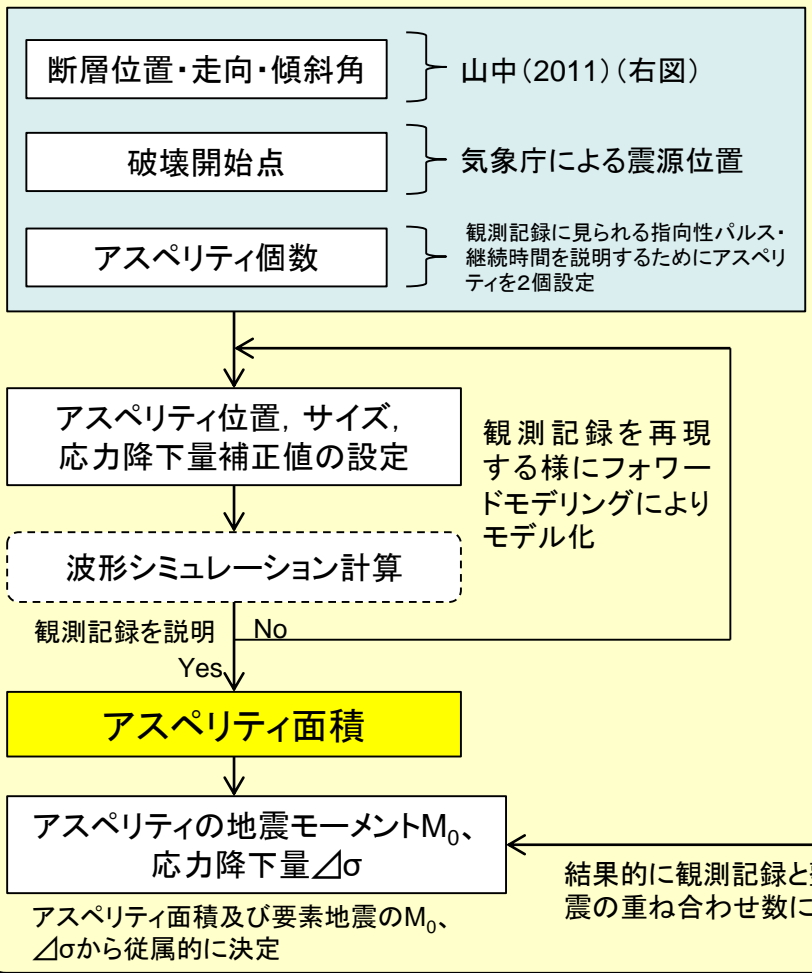 断層位置・走向・傾斜角
山中(2011)(右図)
破壊開始点
気象庁による震源位置
アスペリティ個数
観測記録に見られる指向性パルス・
継続時間を説明するためにアスペリ
ティを2個設定
アスペリティ位置，サイズ，
応力降下量補正値の設定
観測記録を再現
する様にフォワー
ドモデリングにより
モデル化
波形シミュレーション計算
観測記録を説明
No
Yes
アスペリティ面積
アスペリティの地震モーメントM₀、
応力降下量⊿σ
結果的に観測記録と
震の重ね合わせ数に
アスペリティ面積及び要素地震のM₀、
⊿σから従属的に決定